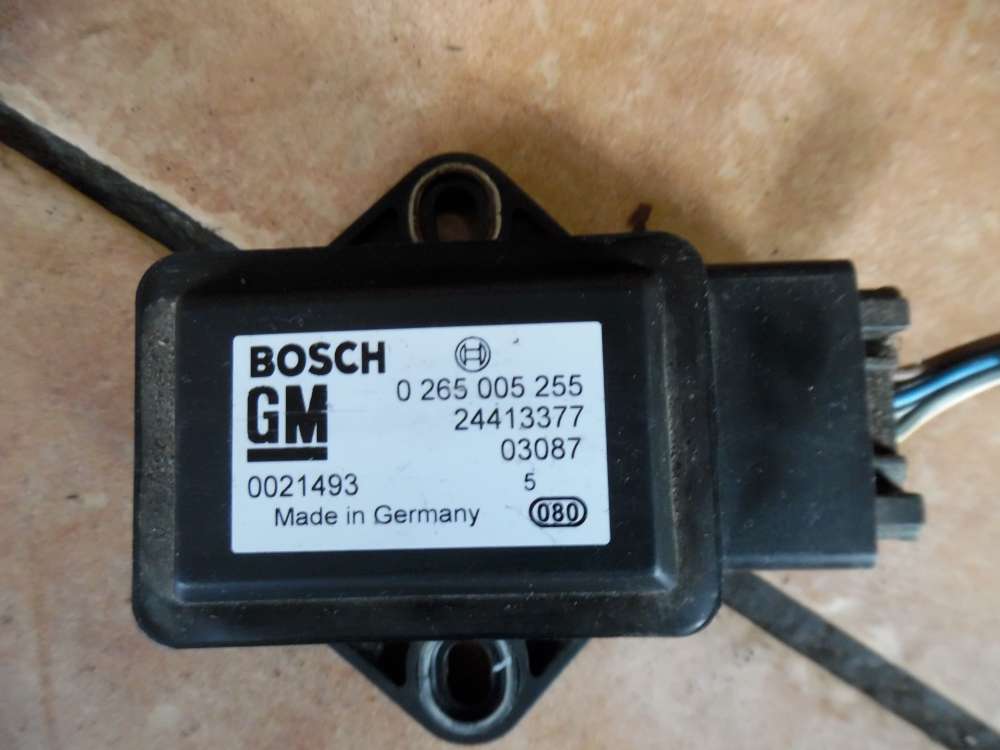 BOSCH
GM
0 265 005 255
24413377
03087
0021493 5
Made in Germany 080